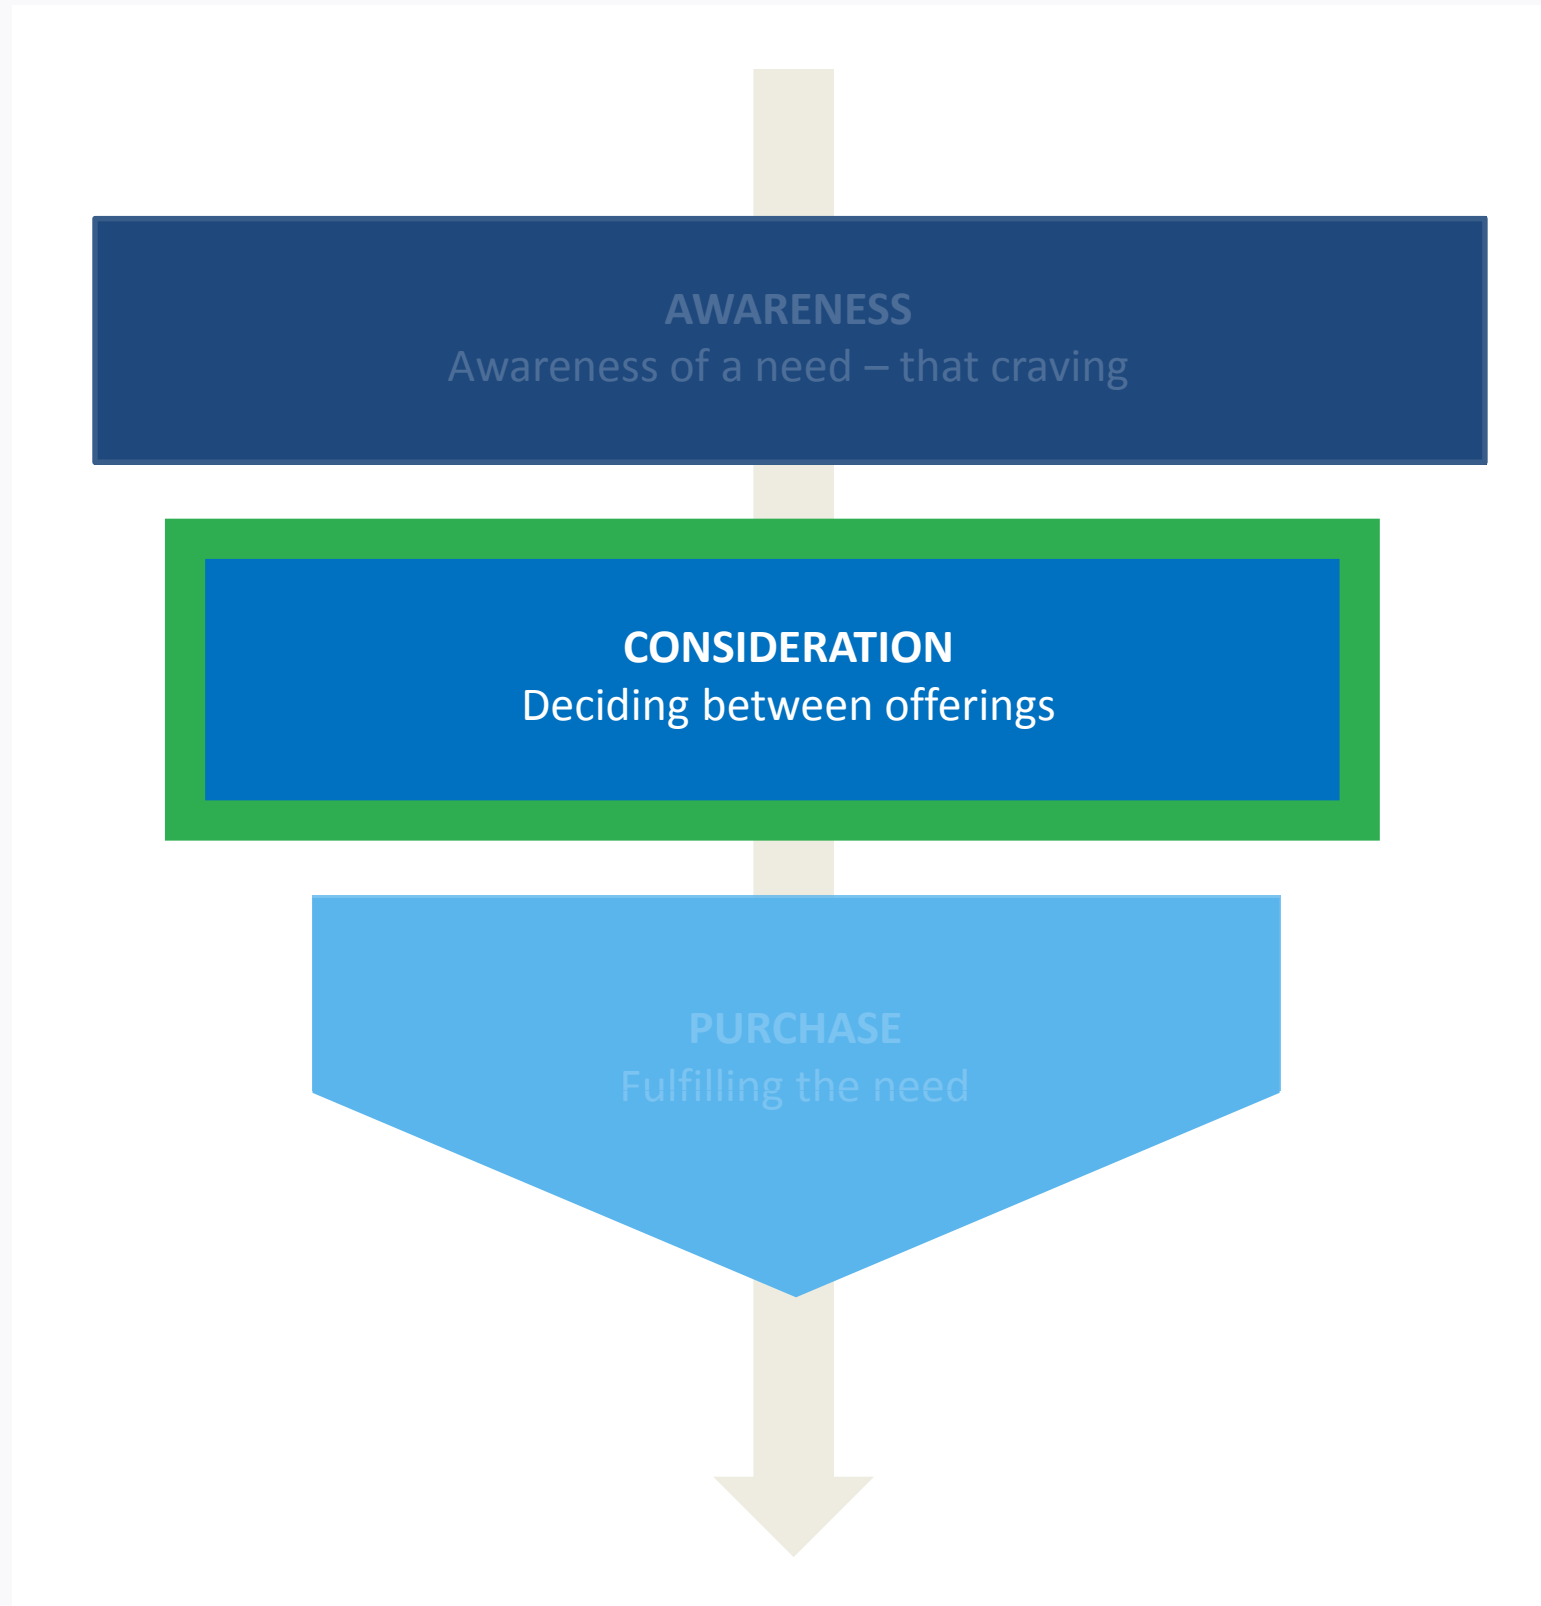 AWARENESS
Awareness of a need – that craving
CONSIDERATION
Deciding between offerings
PURCHASE
Fulfilling the need